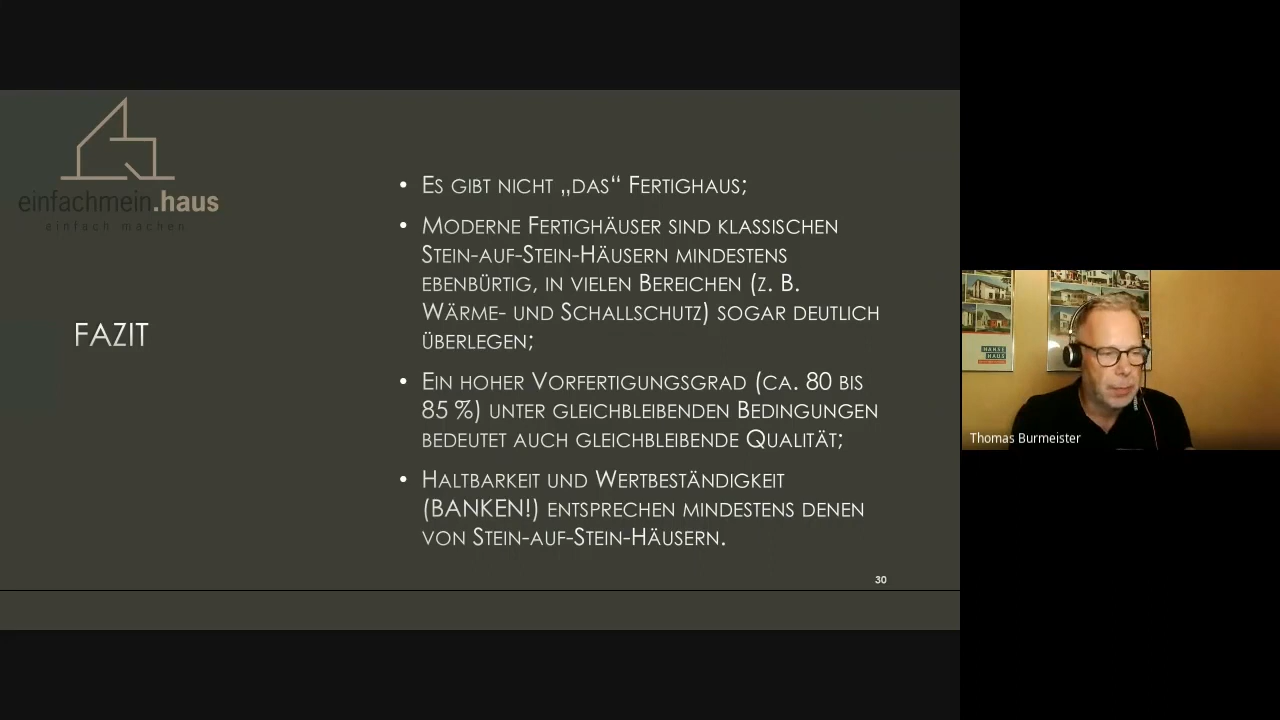 einfachmein.haus
einfach machen
FAZIT
• Es gibt nicht „das“ Fertighaus;
• Moderne Fertighäuser sind klassischen
Stein-auf-Stein-Häusern mindestens
ebenbürtig, in vielen Bereichen (z. B.
Wärme- und Schallschutz) sogar deutlich
überlegen;
• Ein hoher Vorfertigungsgrad (ca. 80 bis
85 %) unter gleichbleibenden Bedingungen
bedeutet auch gleichbleibende Qualität;
• Haltbarkeit und Wertbeständigkeit
(BANKEN!) entsprechen mindestens denen
von Stein-auf-Stein-Häusern.
30
HANSE
HAUS
Thomas Burmeister